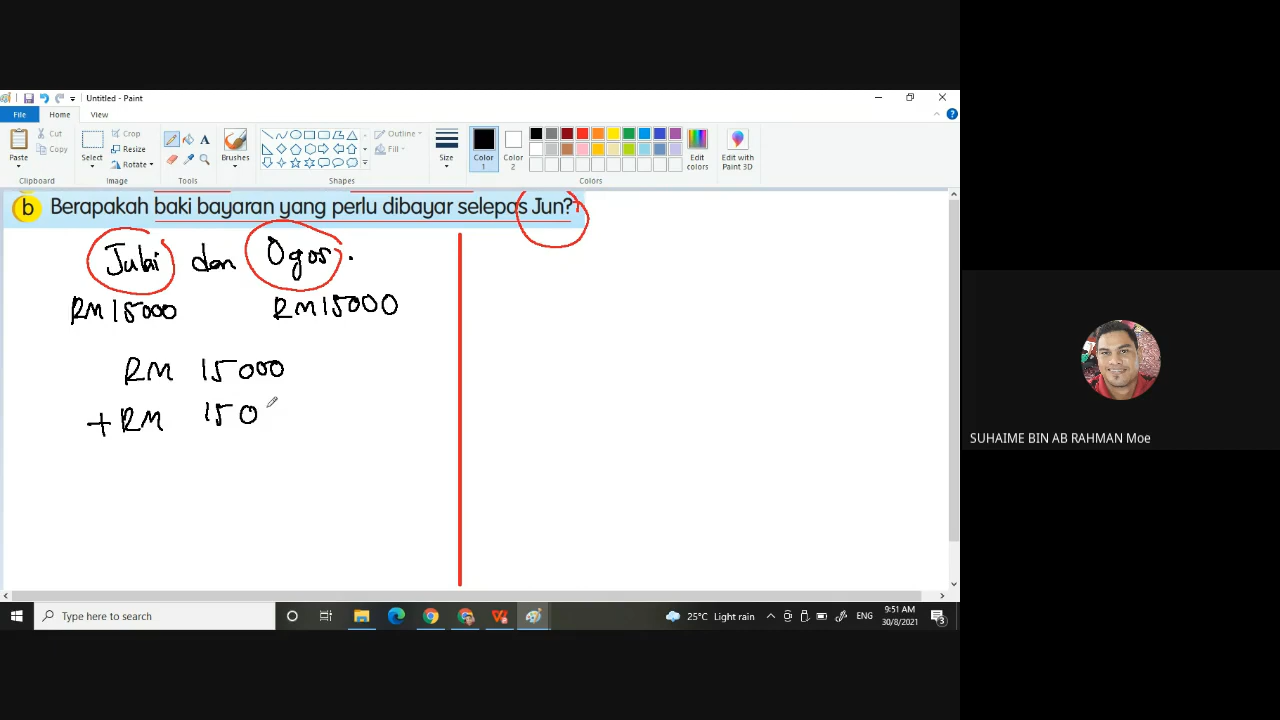 Untitled - Paint
File Home View
Cut
Copy
Paste
Clipboard
Select
Crop
Resize
Rotate
Image
Tools
Brushes
Outline
Fill
Shapes
Size
Color 1
Color 2
Edit colors
Edit with Paint 3D
Colors
b Berapakah baki bayaran yang perlu dibayar selepas Jun?
Julai dan Ogos.
RM15000 RM15000
RM 15000
+RM 150
SUHAIME BIN AB RAHMAN Moe
Type here to search
25°C Light rain
ENG
9:51 AM
30/8/2021
3